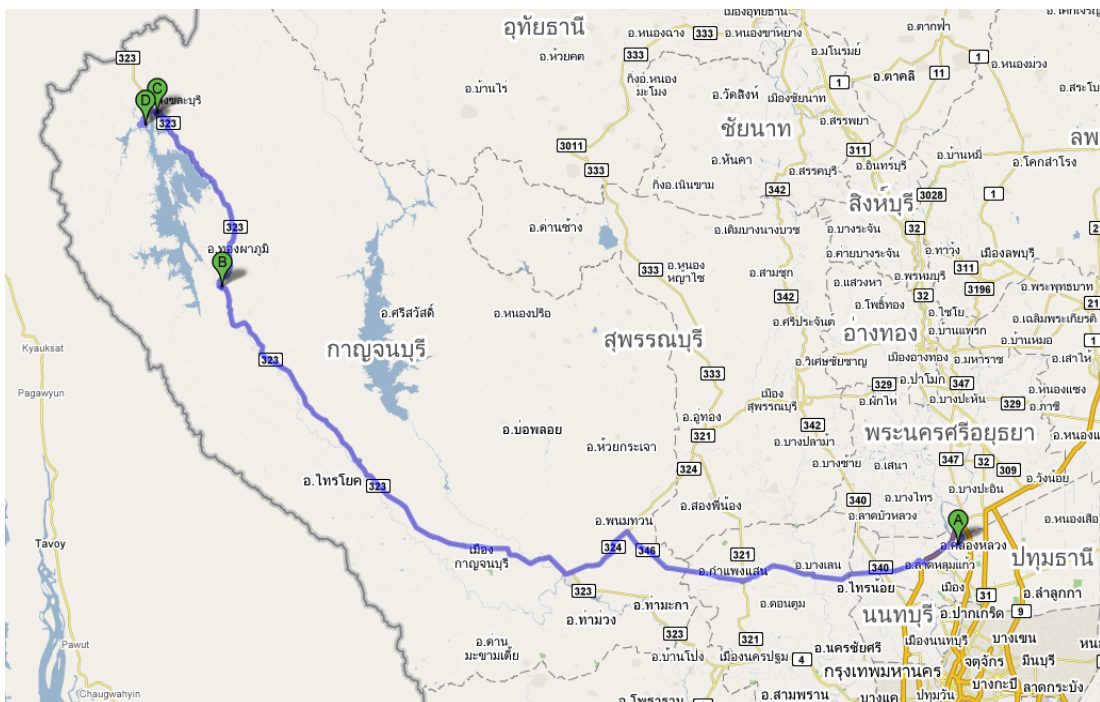 อุทัยธานี
เมืองอุทัยธานี
อ.ตากฟ้า
1
อ.หนองม่วง
อ.หนองฉาง
333
อ.หนองขาหย่าง
อ.มโนรมย์
323
อ.ห้วยคต
กิ่งอ.หนอง
มะโมง
อ.วัดสิงห์
เมืองชัยนาท
1
อ.ตาคลี
11
อ.บ้านไร่
D
C
323
ชัยนาท
อ.สรรพยา
3011
333
อ.หันคา
311
อ.อินทร์บุรี
อ.บ้านหมี่
อ.โคกสำโรง
กิ่งอ.เนินขาม
342
อ.สรรคบุรี
สิงห์บุรี
3028
1
323
อ.ทองผาภูมิ
B
อ.ด่านช้าง
อ.เดิมบางนางบวช
อ.บางระจัน
32
อ.ท่าวุ้ง
เมืองลพบุรี
อ.ค่ายบางระจัน
311
อ.พรหมบุรี
333
อ.หนอง
หญ้าไซ
อ.สามชุก
อ.แสวงหา
3196
อ.พระพุทธบาท
342
อ.โพธิ์ทอง
32
อ.ไชโย
อ.เฉลิมพระเกียรติ
อ.ศรีสวัสดิ์
อ.หนองปรือ
อ.ศรีประจันต์
อ่างทอง
อ.บ้านแพรก
สุพรรณบุรี
อ.บ้านหมอ
1
กาญจนบุรี
Kyauksat
323
อ.วิเศษชัยชาญ
เมืองอ่างทอง
อ.มหาราช
อ.เสาไห้
333
เมือง
สุพรรณบุรี
329
อ.ป่าโมก
347
อ.หนองแซง
Pagawyun
อ.ผักไห่
อ.บางปะหัน
329
อ.ภาชี
อ.อู่ทอง
342
อ.บ่อพลอย
321
อ.บางปลาม้า
พระนครศรีอยุธยา
อ.ห้วยกระเจา
324
อ.บางซ้าย
อ.เสนา
347
32
309
อ.วังน้อย
อ.ไทรโยค
323
อ.บางไทร
อ.บางปะอิน
อ.สองพี่น้อง
340
อ.ลาดบัวหลวง
A
อ.หนองเสือ
อ.พนมทวน
Tavoy
324
346
321
อ.คลองหลวง
ปทุมธานี
เมือง
กาญจนบุรี
อ.กำแพงแสน
อ.บางเลน
340
อ.ลาดหลุมแก้ว
323
อ.ไทรน้อย
เมือง
31
อ.ลำลูกกา
อ.ท่าม่วง
อ.ท่ามะกา
อ.ดอนตูม
นนทบุรี
อ.ปากเกร็ด
9
Pawut
อ.ด่าน
มะขามเตี้ย
323
321
เมืองนนทบุรี
บางเขน
อ.บ้านโป่ง
เมืองนครปฐม
4
อ.นครชัยศรี
กรุงเทพมหานคร
จตุจักร
มีนบุรี
Chaugwahyin
อ.สามพราน
บางแค
ปทุมวัน
บางกะปิ
ลาดกระบัง